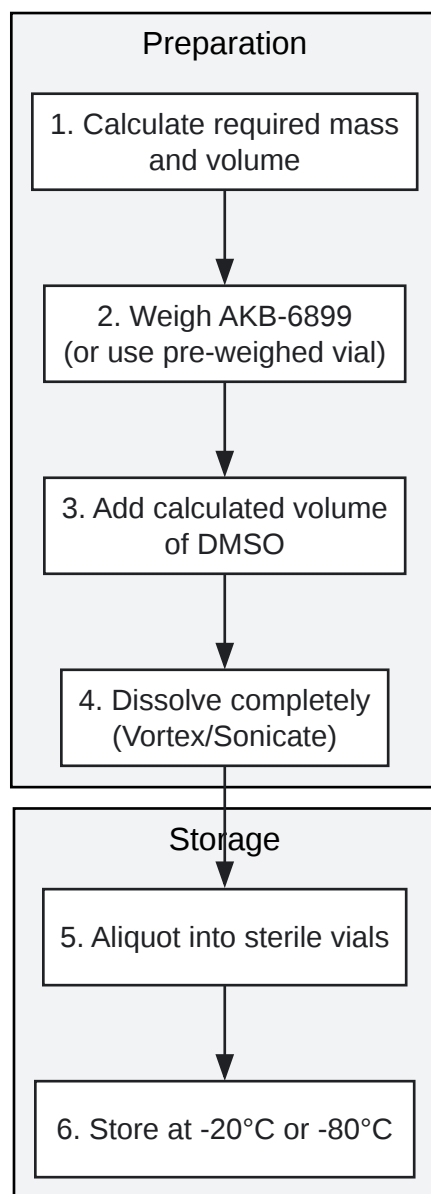 Preparation
1. Calculate required mass
and volume
2. Weigh AKB-6899
(or use pre-weighed vial)
3. Add calculated volume
of DMSO
4. Dissolve completely
(Vortex/Sonicate)
Storage
5. Aliquot into sterile vials
6. Store at -20°C or -80°C